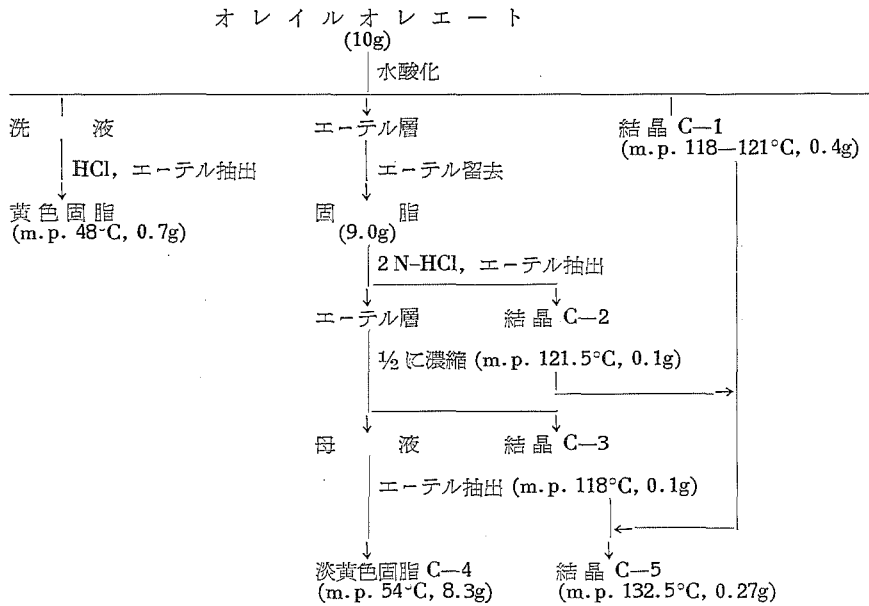 オレイルオレエート
(10g)
水酸化
洗液 エーテル層 結晶 C—1
(m.p. 118—121°C, 0.4g)
HCl, エーテル抽出 エーテル留去
黄色固脂 固脂
(m.p. 48°C, 0.7g) (9.0g)
2 N-HCl, エーテル抽出
エーテル層 結晶 C—2
½に濃縮 (m.p. 121.5°C, 0.1g)
母液 結晶 C—3
エーテル抽出 (m.p. 118°C, 0.1g)
淡黄色固脂 C—4 結晶 C—5
(m.p. 54°C, 8.3g) (m.p. 132.5°C, 0.27g)